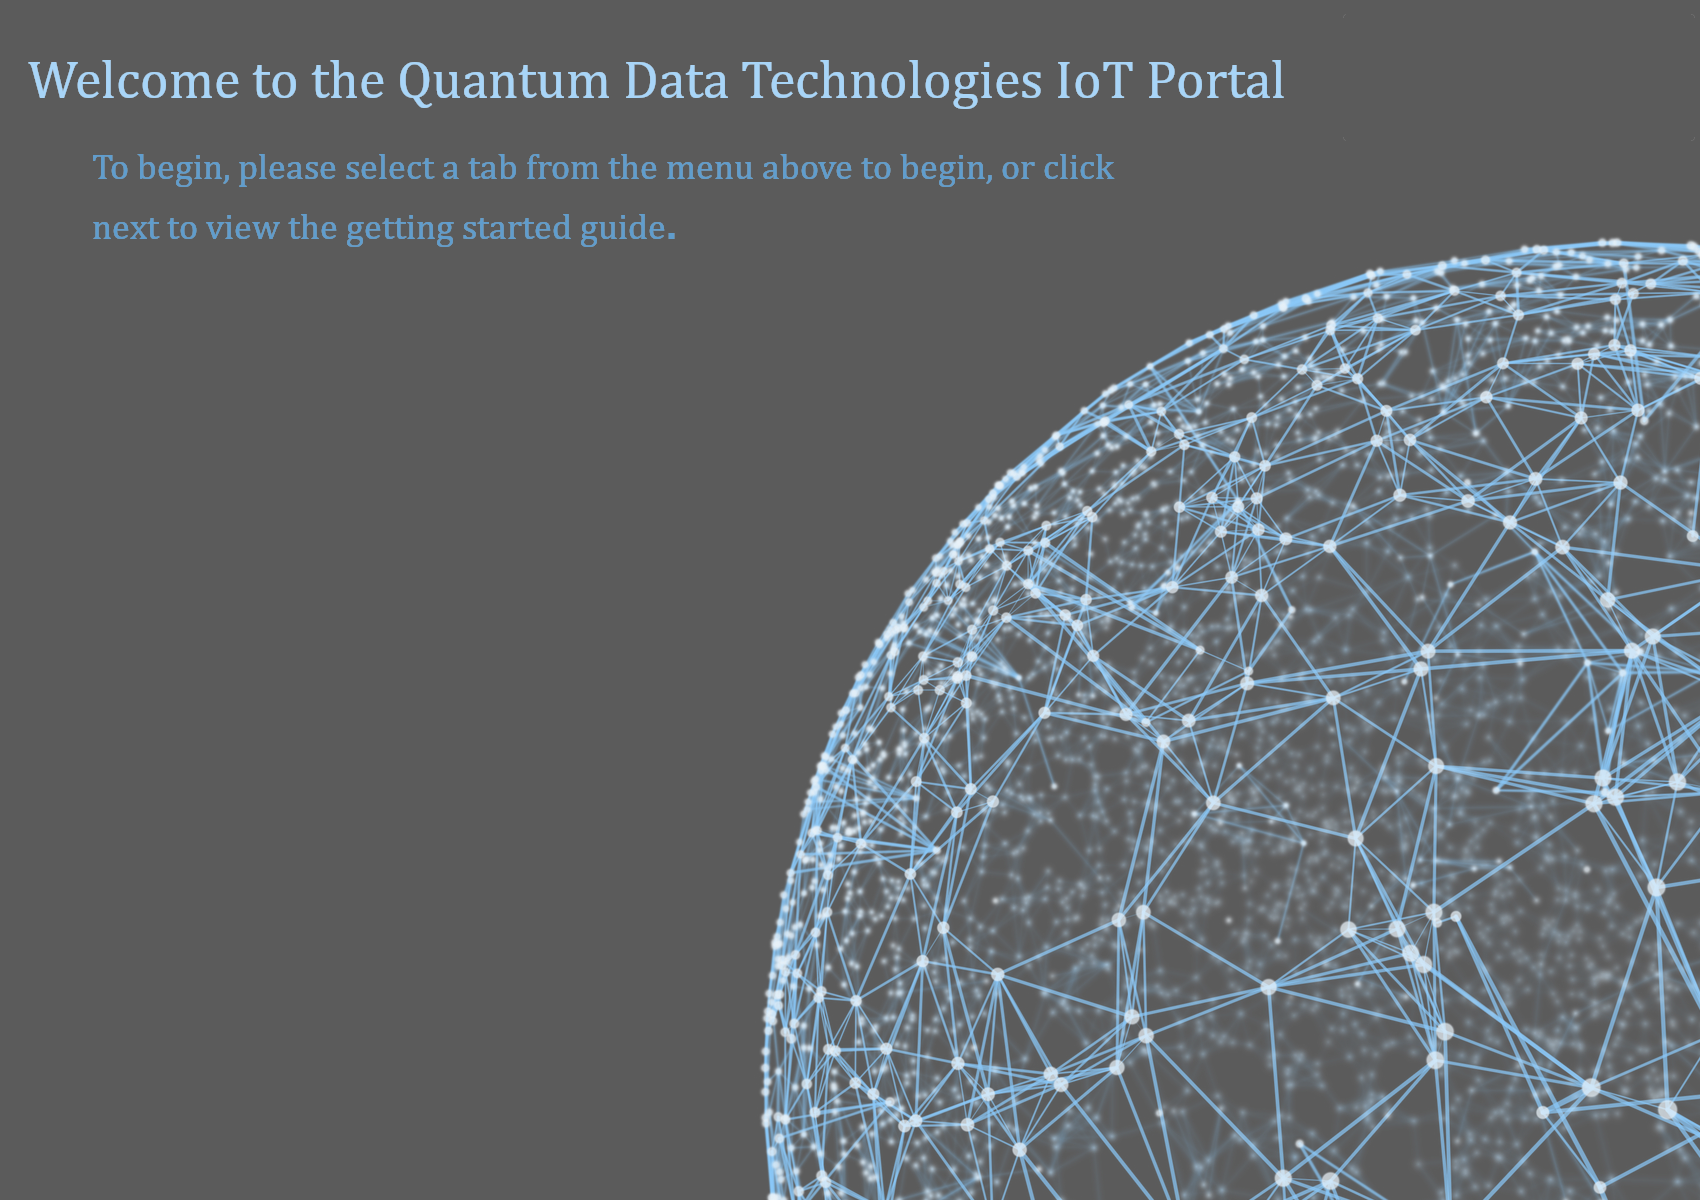 Welcome to the Quantum Data Technologies IoT Portal
To begin, please select a tab from the menu above to begin, or click
next to view the getting started guide.